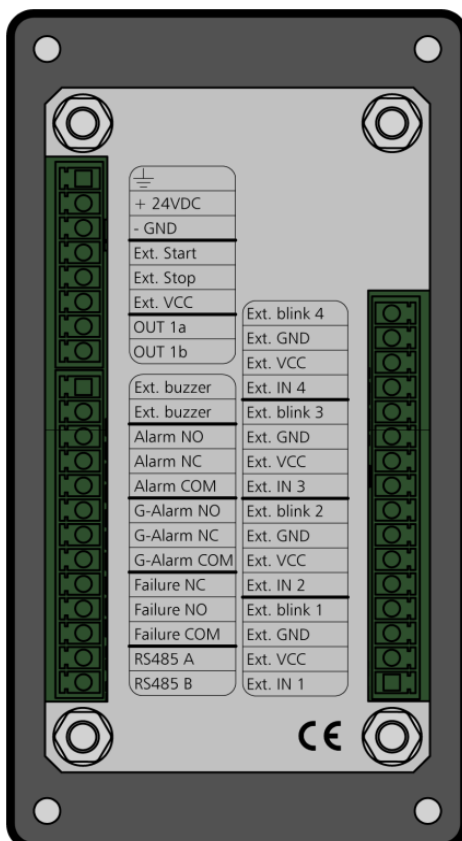 + 24VDC
- GND
Ext. Start
Ext. Stop
Ext. VCC
OUT 1a
OUT 1b
Ext. buzzer
Ext. buzzer
Alarm NO
Alarm NC
Alarm COM
G-Alarm NO
G-Alarm NC
G-Alarm COM
Failure NC
Failure NO
Failure COM
RS485 A
RS485 B
Ext. blink 4
Ext. GND
Ext. VCC
Ext. IN 4
Ext. blink 3
Ext. GND
Ext. VCC
Ext. IN 3
Ext. blink 2
Ext. GND
Ext. VCC
Ext. IN 2
Ext. blink 1
Ext. GND
Ext. VCC
Ext. IN 1
CE